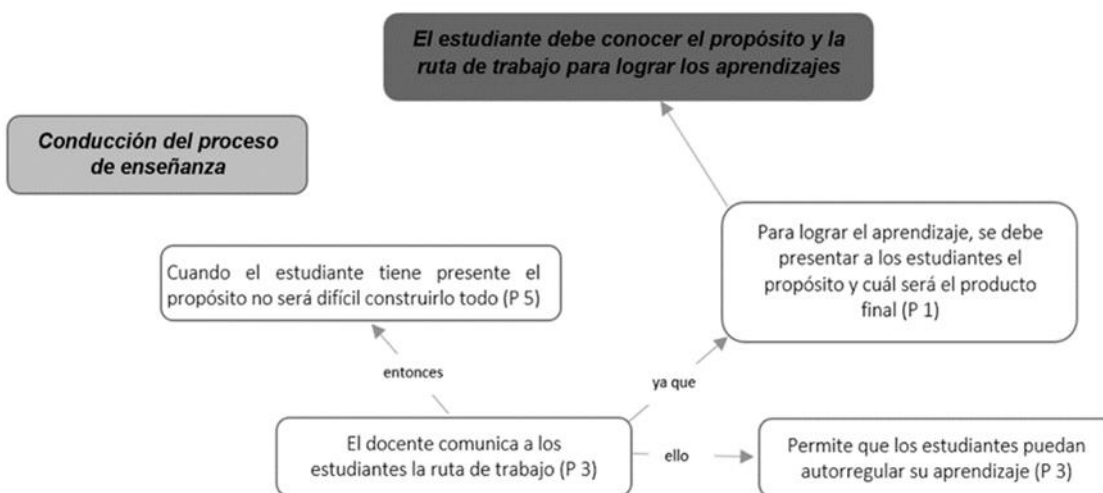 El estudiante debe conocer el propósito y la
ruta de trabajo para lograr los aprendizajes
Conducción del proceso
de enseñanza
Para lograr el aprendizaje, se debe
presentar a los estudiantes el
propósito y cuál será el producto
final (P 1)
Cuando el estudiante tiene presente el
propósito no será difícil construirlo todo (P 5)
entonces
ya que
El docente comunica a los
estudiantes la ruta de trabajo (P 3)
ello
Permite que los estudiantes puedan
autorregular su aprendizaje (P 3)